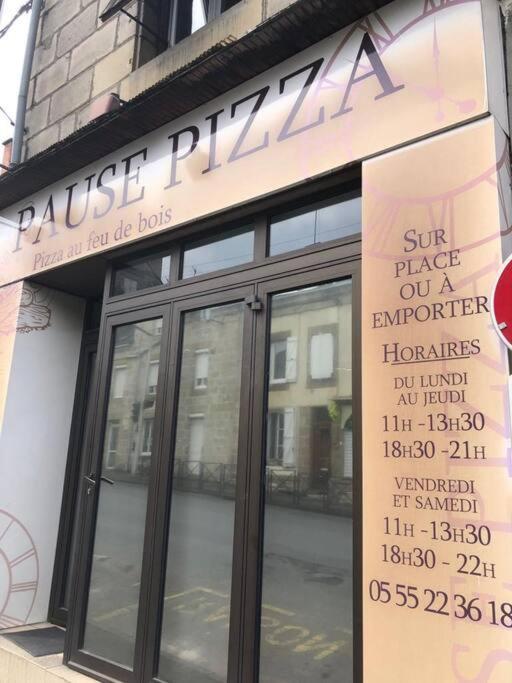 PAUSE PIZZA
Pizza au feu de bois
SUR
PLACE
OU À
EMPORTER
HORAIRES
DU LUNDI
AU JEUDI
11H -13H30
18H30 -21H
VENDREDI
ET SAMEDI
11H -13H30
18H30 - 22H
05 55 22 36 18